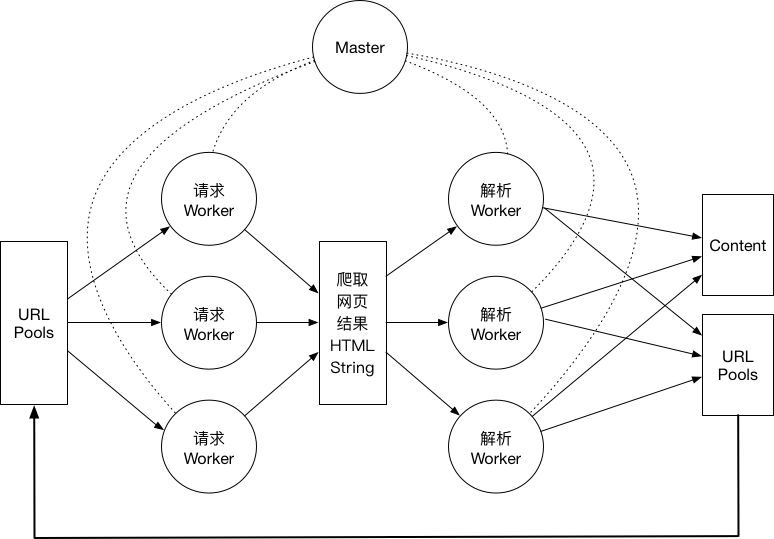 Master
请求
Worker
解析
Worker
URL
Pools
请求
Worker
爬取
网页
结果
HTML
String
解析
Worker
Content
请求
Worker
解析
Worker
URL
Pools